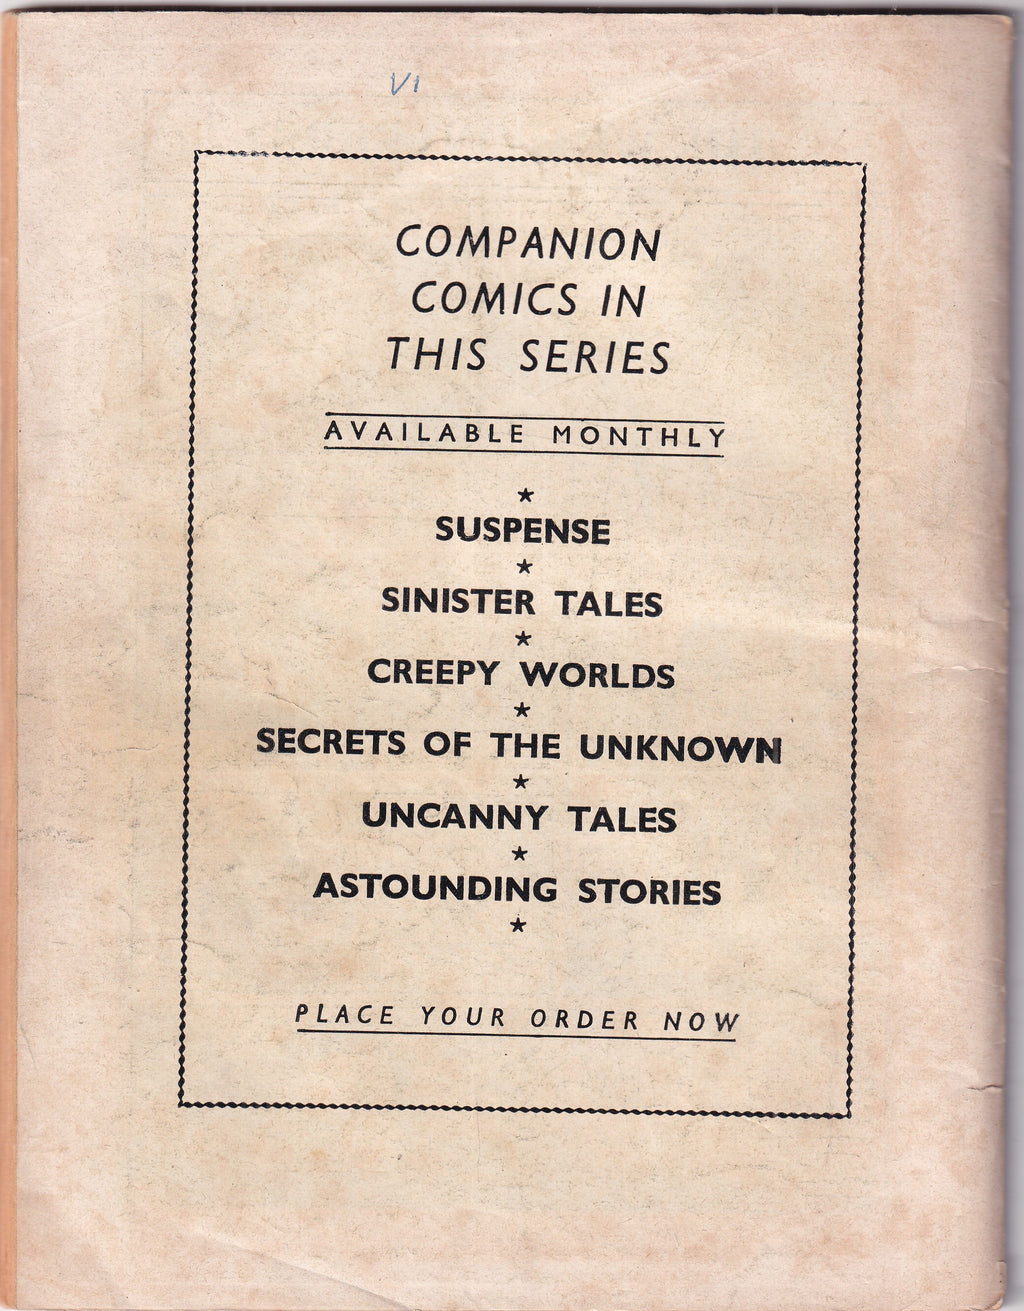 VI
COMPANION
COMICS IN
THIS SERIES
AVAILABLE MONTHLY
★
SUSPENSE
★
SINISTER TALES
★
CREEPY WORLDS
★
SECRETS OF THE UNKNOWN
★
UNCANNY TALES
★
ASTOUNDING STORIES
★
PLACE YOUR ORDER NOW